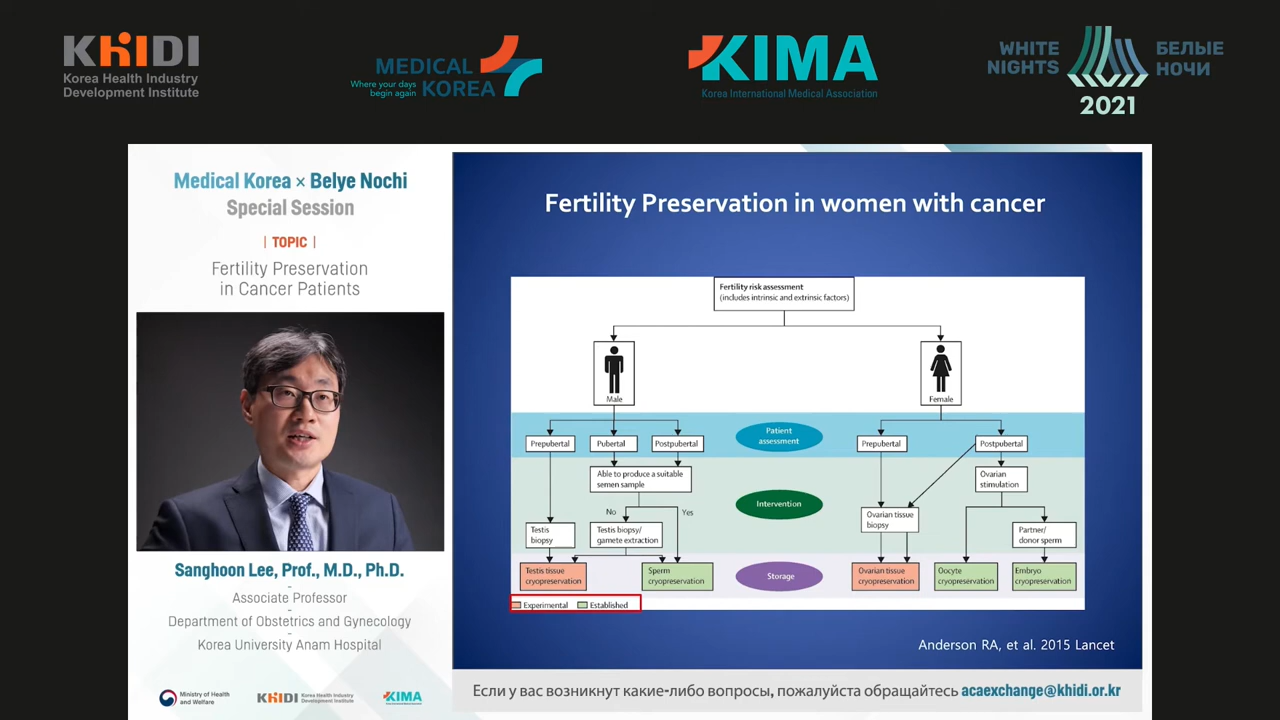 KHIDI
Korea Health Industry
Development Institute
MEDICAL
KOREA
Where your days
begin again
KIMA
Korea International Medical Association
WHITE
NIGHTS
БЕЛЫЕ
НОЧИ
2021
Medical Korea × Belye Nochi
Special Session
| TOPIC |
Fertility Preservation
in Cancer Patients
Sanghoon Lee, Prof., M.D., Ph.D.
Associate Professor
Department of Obstetrics and Gynecology
Korea University Anam Hospital
Ministry of Health
and Welfare
KHIDI
Korea Health Industry
Development Institute
KIMA
Fertility Preservation in women with cancer
Fertility risk assessment
(includes intrinsic and extrinsic factors)
Male
Female
Prepubertal
Pubertal
Postpubertal
Patient
assessment
Prepubertal
Postpubertal
Able to produce a suitable
semen sample
Ovarian
stimulation
Intervention
No
Yes
Testis
biopsy
Testis biopsy/
gamete extraction
Ovarian tissue
biopsy
Partner/
donor sperm
Testis tissue
cryopreservation
Sperm
cryopreservation
Storage
Ovarian tissue
cryopreservation
Oocyte
cryopreservation
Embryo
cryopreservation
Experimental
Established
Anderson RA, et al. 2015 Lancet
Если у вас возникнут какие-либо вопросы, пожалуйста обращайтесь acaexchange@khidi.or.kr